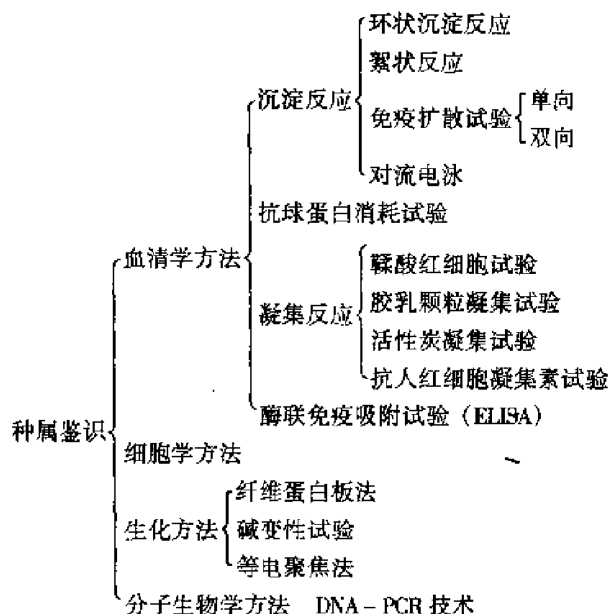 环状沉淀反应
絮状反应
沉淀反应
单向
免疫扩散试验
双向
对流电泳
抗球蛋白消耗试验
血清学方法
鞣酸红细胞试验
胶乳颗粒凝集试验
凝集反应
活性炭凝集试验
抗人红细胞凝集素试验
酶联免疫吸附试验（ELISA）
种属鉴识
细胞学方法
纤维蛋白板法
生化方法
碱变性试验
等电聚焦法
分子生物学方法 DNA－PCR 技术